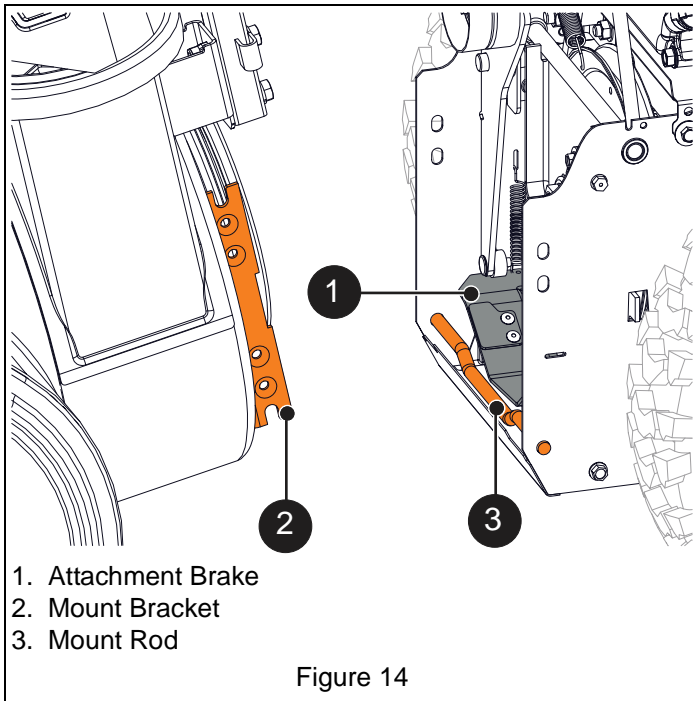 1
2
3
1. Attachment Brake
2. Mount Bracket
3. Mount Rod
Figure 14